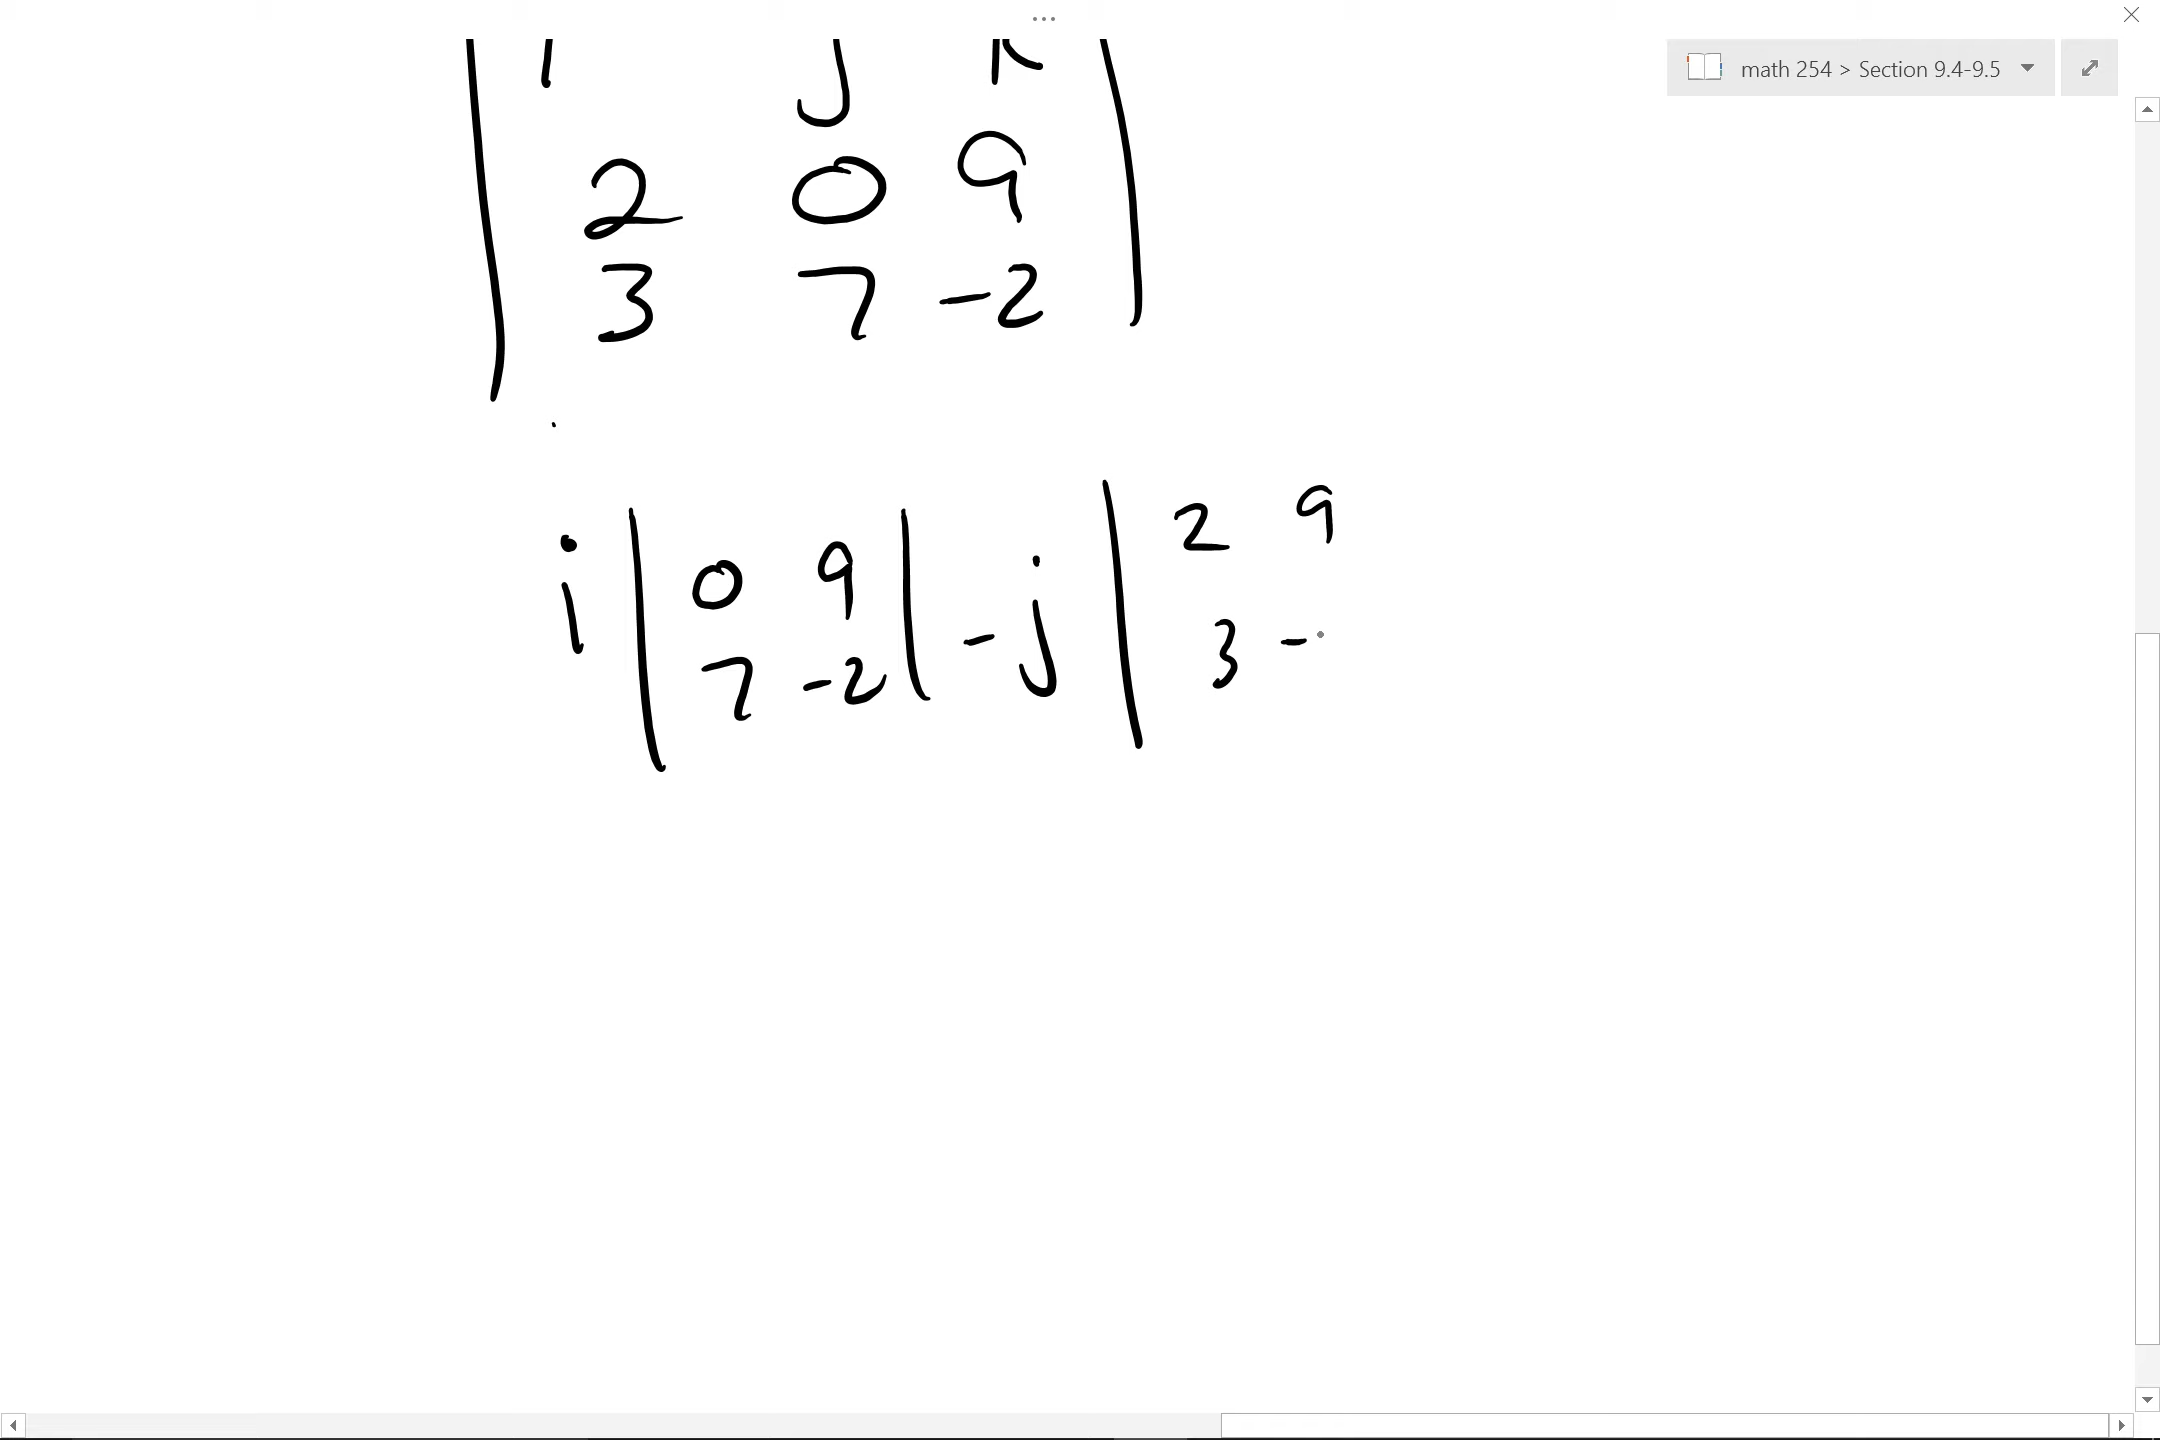 ...
math 254 > Section 9.4-9.5
| i j k |
2 0 9
3 7 -2
i | 0 9 | - j | 2 9
7 -2 3 -